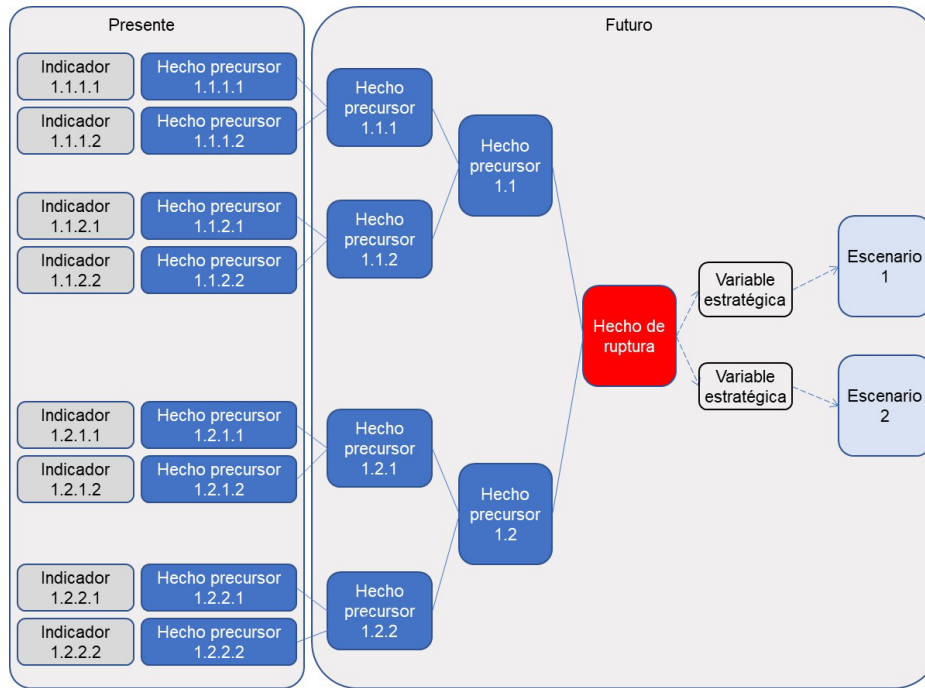 Presente
Indicador
1.1.1.1
Hecho precursor
1.1.1.1
Indicador
1.1.1.2
Hecho precursor
1.1.1.2
Indicador
1.1.2.1
Hecho precursor
1.1.2.1
Indicador
1.1.2.2
Hecho precursor
1.1.2.2
Indicador
1.2.1.1
Hecho precursor
1.2.1.1
Indicador
1.2.1.2
Hecho precursor
1.2.1.2
Indicador
1.2.2.1
Hecho precursor
1.2.2.1
Indicador
1.2.2.2
Hecho precursor
1.2.2.2
Futuro
Hecho
precursor
1.1.1
Hecho
precursor
1.1.2
Hecho
precursor
1.2.1
Hecho
precursor
1.2.2
Hecho
precursor
1.1
Hecho
precursor
1.2
Hecho de
ruptura
Variable
estratégica
Variable
estratégica
Escenario
1
Escenario
2